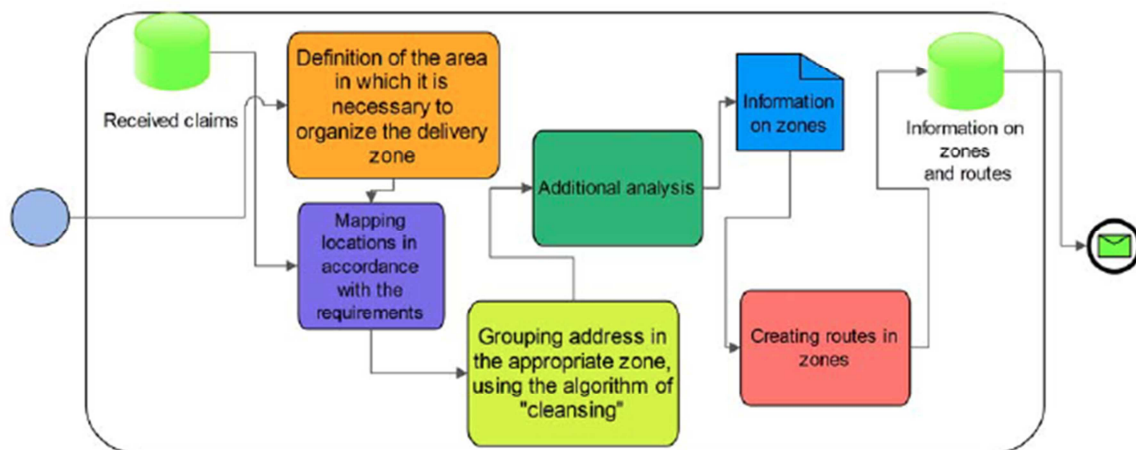 Received claims
Definition of the area
in which it is
necessary to
organize the delivery
zone
Mapping
locations in
accordance
with the
requirements
Grouping address in
the appropriate zone,
using the algorithm of
"cleansing"
Additional analysis
Information
on zones
Creating routes in
zones
Information on
zones
and routes